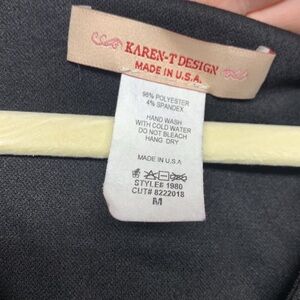 KAREN-T DESIGN
MADE IN U.S.A.
96% POLYESTER
4% SPANDEX
HAND WASH
WITH COLD WATER
DO NOT BLEACH
HANG DRY
MADE IN U.S.A
STYLE# 1980
CUT# 8222018
M